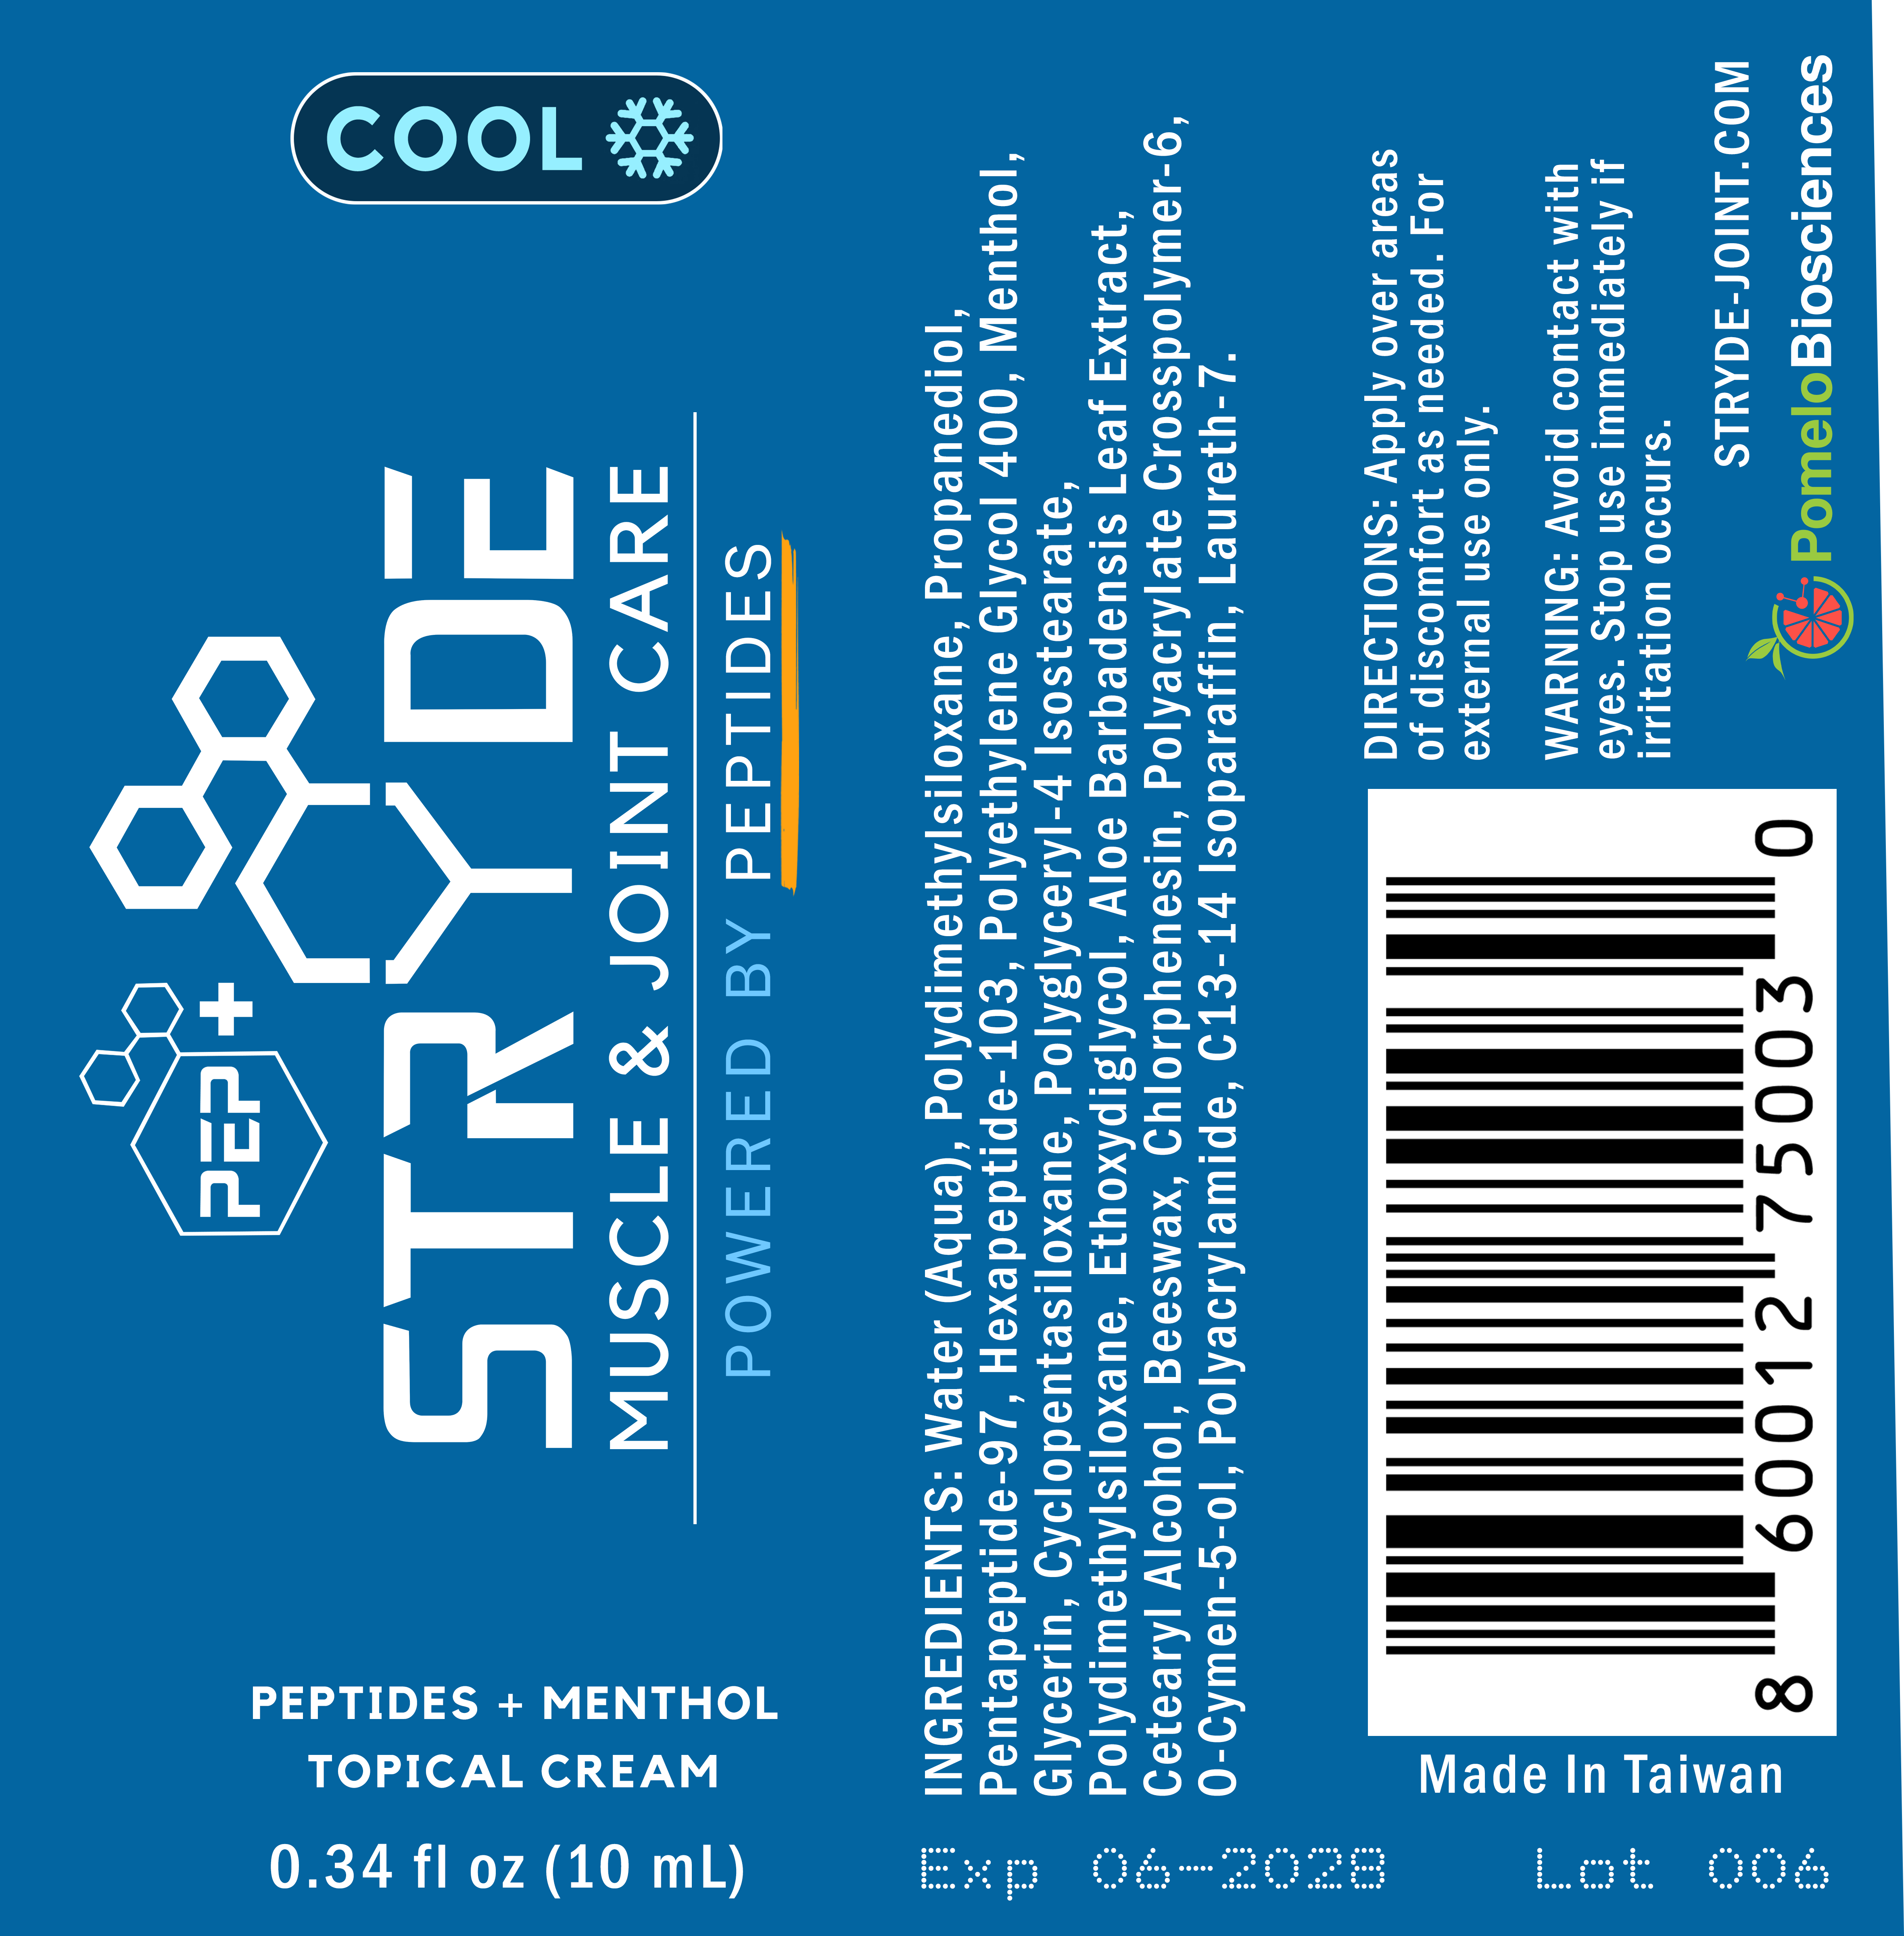 COOL
PEP+
STRYDE
MUSCLE & JOINT CARE
POWERED BY PEPTIDES
PEPTIDES + MENTHOL
TOPICAL CREAM
0.34 fl oz (10 mL)
INGREDIENTS: Water (Aqua), Polydimethylsiloxane, Propanediol,
Pentapeptide-97, Hexapeptide-103, Polyethylene Glycol 400, Menthol,
Glycerin, Cyclopentasiloxane, Polyglyceryl-4 Isostearate,
Polydimethylsiloxane, Ethoxydiglycol, Aloe Barbadensis Leaf Extract,
Ceteareryl Alcohol, Beeswax, Chlorphenesin, Polyacrylate Crosspolymer-6,
O-Cymen-5-ol, Polyacrylamide, C13-14 Isoparaffin, Laureth-7.
Exp 06-2028
DIRECTIONS: Apply over areas
of discomfort as needed. For
external use only.
WARNING: Avoid contact with
eyes. Stop use immediately if
irritation occurs.
STRYDE-JOINT.COM
PomeloBiosciences
8 60012 75003 0
Made In Taiwan
Lot 006